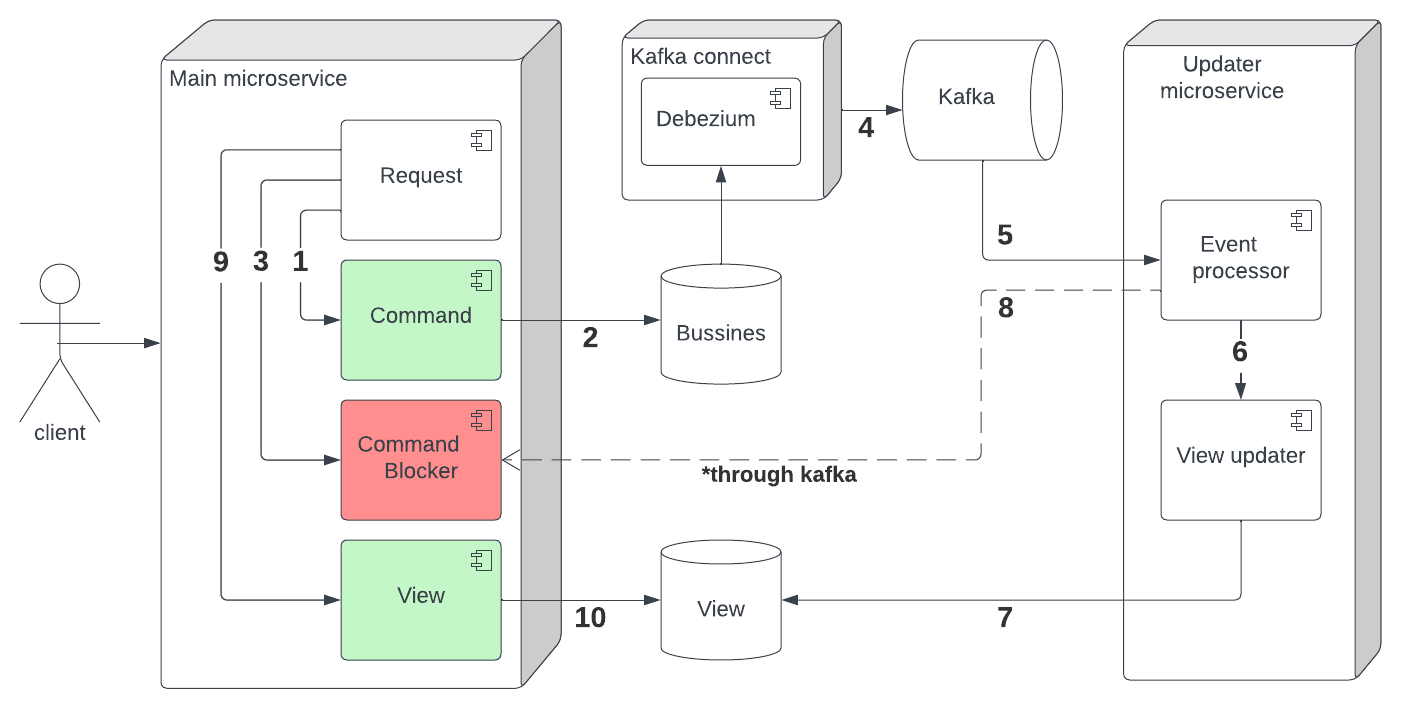 Main microservice
Request
9
3
1
Command
Command
Blocker
View
client
2
10
Kafka connect
Debezium
4
Kafka
Bussines
5
8
*through kafka
View
7
Updater
microservice
Event
processor
6
View updater